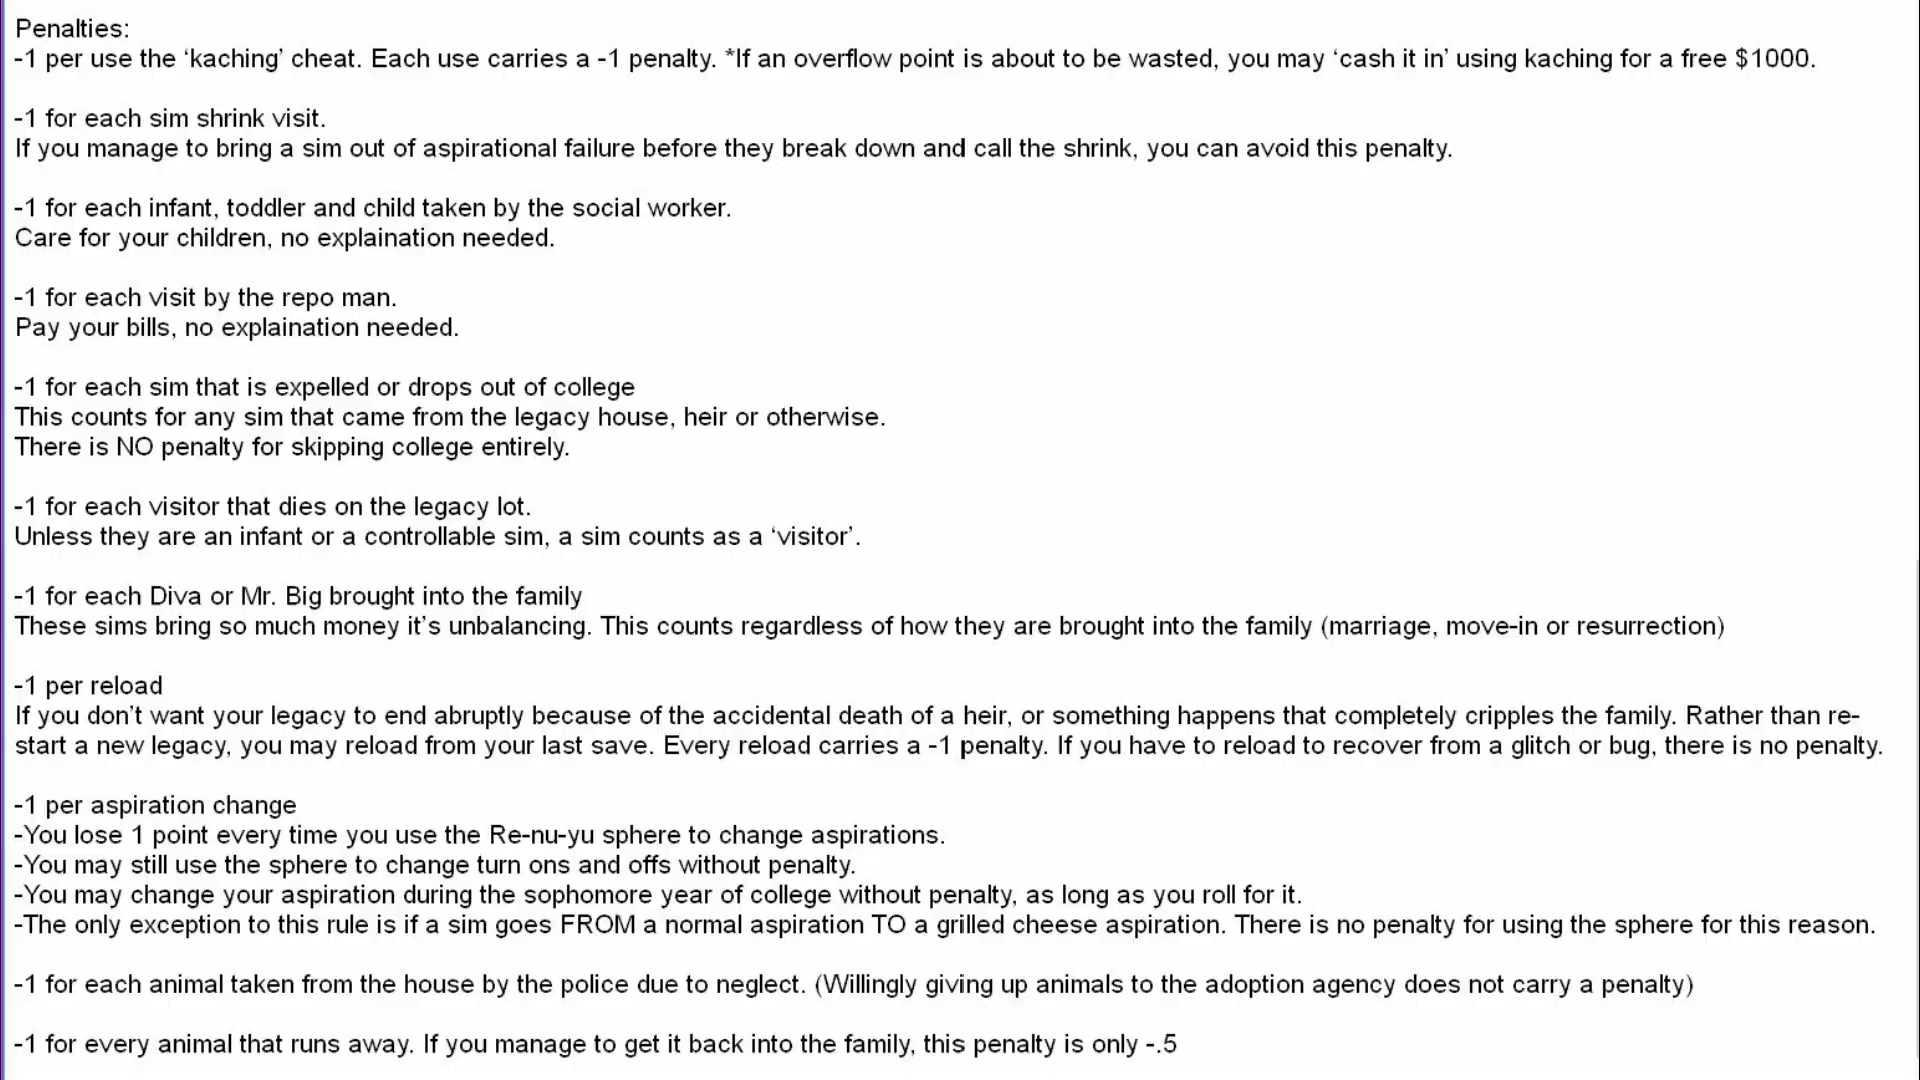 Penalties:
-1 per use the ‘kaching’ cheat. Each use carries a -1 penalty. *If an overflow point is about to be wasted, you may ‘cash it in’ using kaching for a free $1000.
-1 for each sim shrink visit.
If you manage to bring a sim out of aspirational failure before they break down and call the shrink, you can avoid this penalty.
-1 for each infant, toddler and child taken by the social worker.
Care for your children, no explaination needed.
-1 for each visit by the repo man.
Pay your bills, no explaination needed.
-1 for each sim that is expelled or drops out of college
This counts for any sim that came from the legacy house, heir or otherwise.
There is NO penalty for skipping college entirely.
-1 for each visitor that dies on the legacy lot.
Unless they are an infant or a controllable sim, a sim counts as a ‘visitor’.
-1 for each Diva or Mr. Big brought into the family
These sims bring so much money it’s unbalancing. This counts regardless of how they are brought into the family (marriage, move-in or resurrection)
-1 per reload
If you don’t want your legacy to end abruptly because of the accidental death of a heir, or something happens that completely cripples the family. Rather than re-
start a new legacy, you may reload from your last save. Every reload carries a -1 penalty. If you have to reload to recover from a glitch or bug, there is no penalty.
-1 per aspiration change
-You lose 1 point every time you use the Re-nu-yu sphere to change aspirations.
-You may still use the sphere to change turn ons and offs without penalty.
-You may change your aspiration during the sophomore year of college without penalty, as long as you roll for it.
-The only exception to this rule is if a sim goes FROM a normal aspiration TO a grilled cheese aspiration. There is no penalty for using the sphere for this reason.
-1 for each animal taken from the house by the police due to neglect. (Willingly giving up animals to the adoption agency does not carry a penalty)
-1 for every animal that runs away. If you manage to get it back into the family, this penalty is only -.5